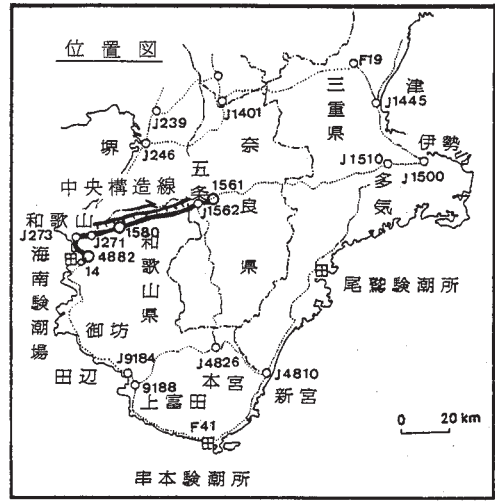 位置図
F19
三重県
津
J1445
J239
J1401
堺
J246
奈良県
伊勢
J1510
J1500
中央構造線
五条
1561
J1562
多気
和歌山
1580
J273
J271
4882
14
和歌山県
海南験潮場
尾鷲験潮所
御坊
J9184
J4826
田辺
9188
本宮
J4810
上富田
新宮
F41
0 20 km
串本験潮所